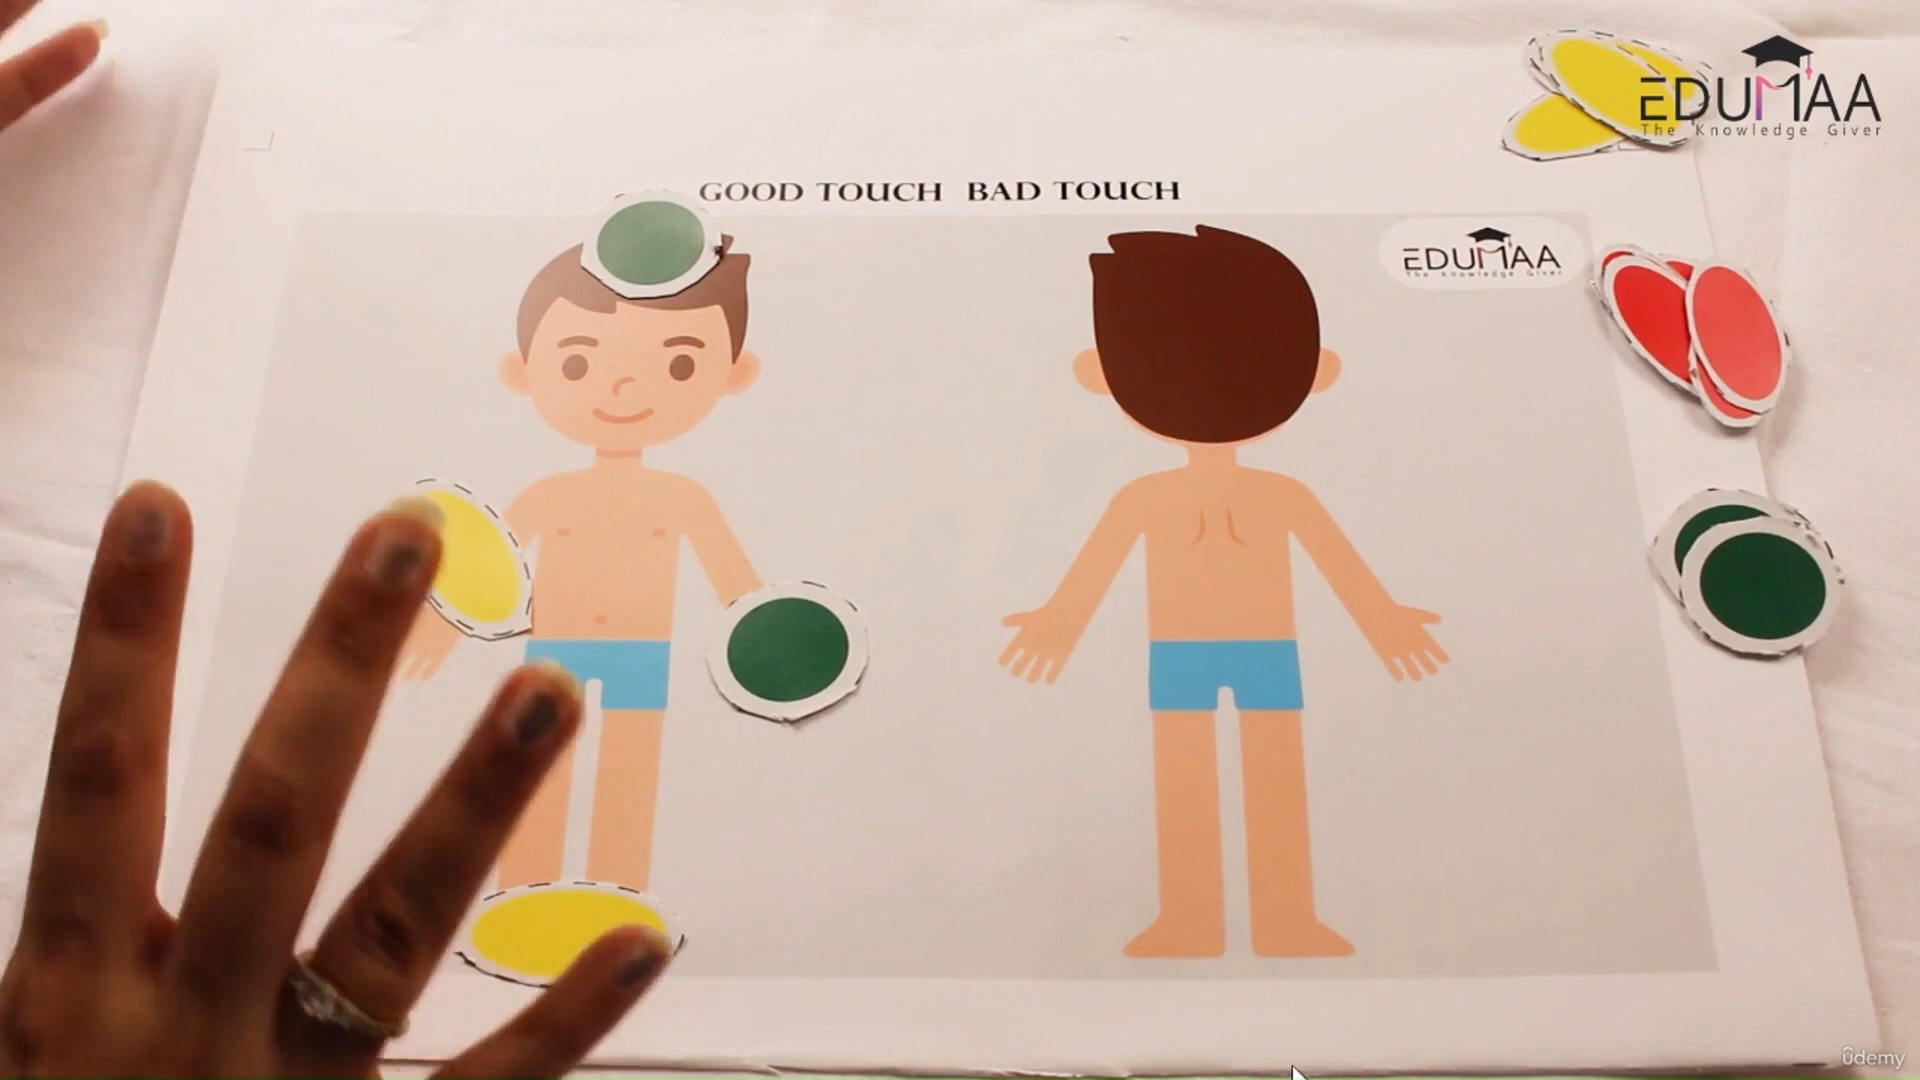 EDUMAA
The Knowledge Giver
GOOD TOUCH BAD TOUCH
EDUMAA
The Knowledge Giver
ûdemy